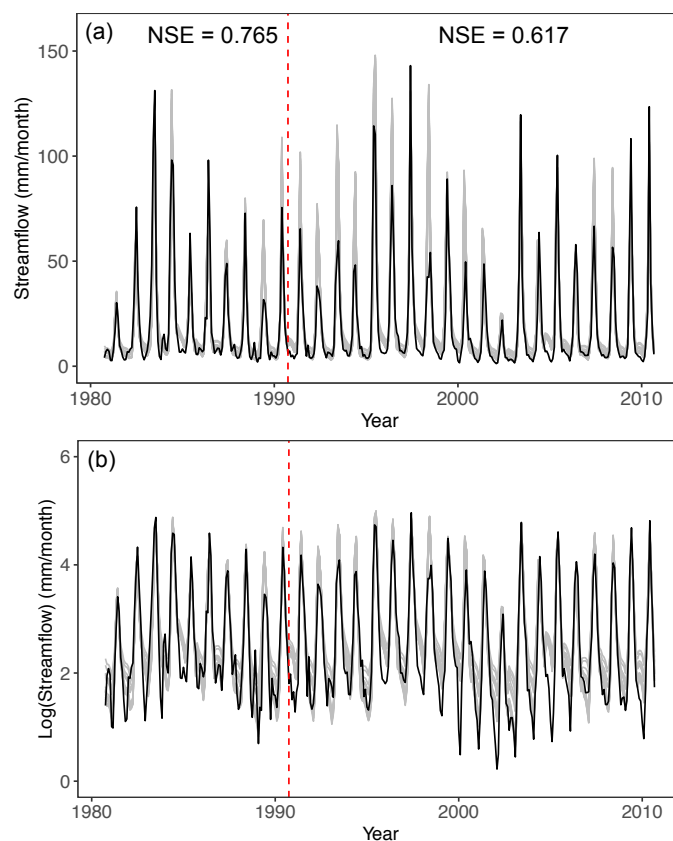 (a) NSE = 0.765 NSE = 0.617
150
100
50
0
Streamflow (mm/month)
1980 1990 2000 2010
Year
(b)
6
4
2
0
Log(Streamflow) (mm/month)
1980 1990 2000 2010
Year